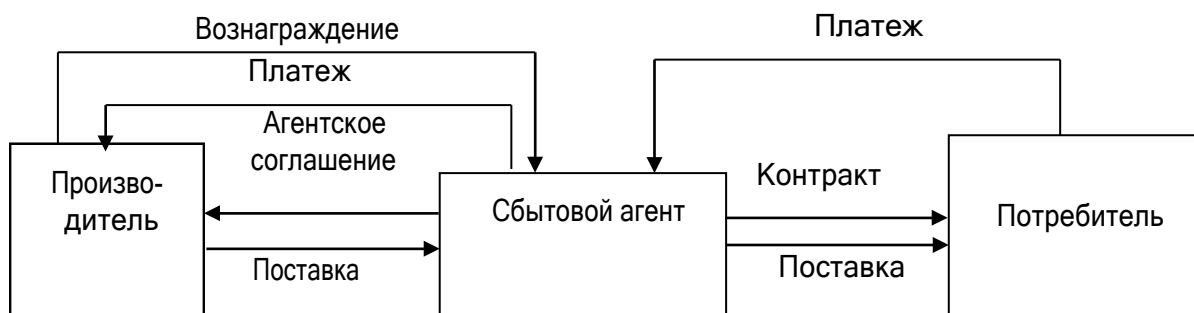 Вознаграждение
Платеж
Платеж
Агентское
соглашение
Произво-
дитель
Сбытовой агент
Контракт
Потребитель
Поставка
Поставка